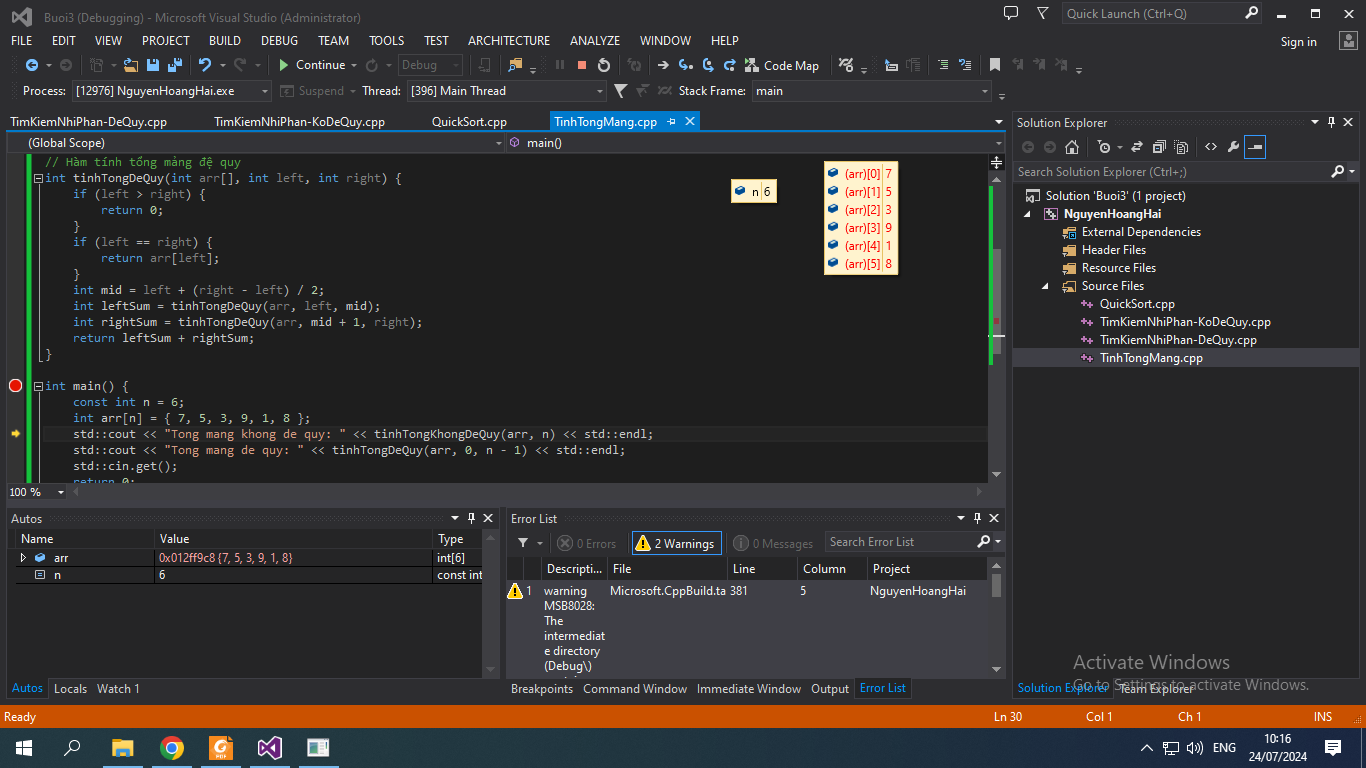 Buoi3 (Debugging) - Microsoft Visual Studio (Administrator)
Quick Launch (Ctrl+Q)
FILE EDIT VIEW PROJECT BUILD DEBUG TEAM TOOLS TEST ARCHITECTURE ANALYZE WINDOW HELP
Sign in
Continue Debug Code Map
Process: [12976] NguyenHoangHai.exe Suspend Thread: [396] Main Thread Stack Frame: main
TimKiemNhiPhan-DeQuy.cpp TimKiemNhiPhan-KoDeQuy.cpp QuickSort.cpp TinhTongMang.cpp
(Global Scope) main()
// Hàm tính tổng mảng đệ quy
int tinhTongDeQuy(int arr[], int left, int right) {
if (left > right) {
return 0;
}
if (left == right) {
return arr[left];
}
int mid = left + (right - left) / 2;
int leftSum = tinhTongDeQuy(arr, left, mid);
int rightSum = tinhTongDeQuy(arr, mid + 1, right);
return leftSum + rightSum;
}
int main() {
const int n = 6;
int arr[n] = { 7, 5, 3, 9, 1, 8 };
std::cout << "Tong mang khong de quy: " << tinhTongKhongDeQuy(arr, n) << std::endl;
std::cout << "Tong mang de quy: " << tinhTongDeQuy(arr, 0, n - 1) << std::endl;
std::cin.get();
return 0;
n 6
(arr)[0] 7
(arr)[1] 5
(arr)[2] 3
(arr)[3] 9
(arr)[4] 1
(arr)[5] 8
100 %
Solution Explorer
Search Solution Explorer (Ctrl+;)
Solution 'Buoi3' (1 project)
NguyenHoangHai
External Dependencies
Header Files
Resource Files
Source Files
QuickSort.cpp
TimKiemNhiPhan-KoDeQuy.cpp
TimKiemNhiPhan-DeQuy.cpp
TinhTongMang.cpp
Autos
Name Value Type
arr 0x012ff9c8 {7, 5, 3, 9, 1, 8} int[6]
n 6 const int
Autos Locals Watch 1
Error List
0 Errors 2 Warnings 0 Messages Search Error List
Descripti... File Line Column Project
1 warning Microsoft.CppBuild.ta 381 5 NguyenHoangHai
MSB8028:
The
intermediat
e directory
(Debug\)
Breakpoints Command Window Immediate Window Output Error List
Activate Windows
Go to Settings to activate Windows.
Solution Explorer Team Explorer
Ready Ln 30 Col 1 Ch 1 INS
PDF
ENG
10:16
24/07/2024